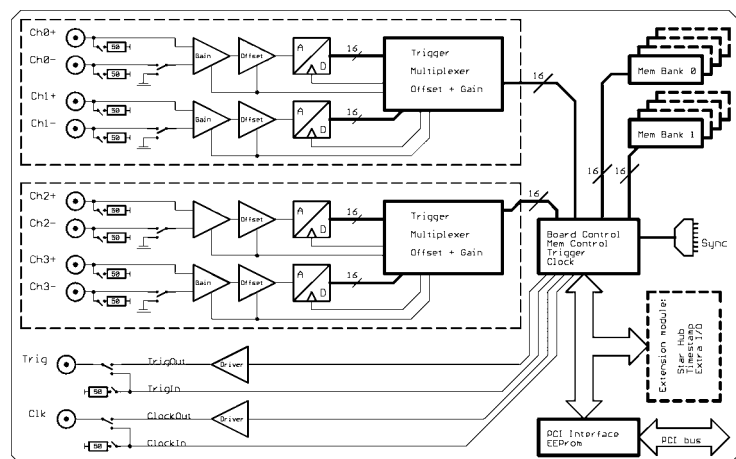 Ch0+
50
Ch0-
50
Gain
Offset
A
D
16
Trigger
Multiplexer
Offset + Gain
Ch1+
50
Ch1-
50
Gain
Offset
A
D
16
16
Mem Bank 0
Mem Bank 1
16
16
Ch2+
50
Ch2-
50
Gain
Offset
A
D
16
Trigger
Multiplexer
Offset + Gain
Ch3+
50
Ch3-
50
Gain
Offset
A
D
16
16
Board Control
Mem Control
Trigger
Clock
Sync
Extension module:
Star Hub
Timestamp
Extra I/O
Trig
TrigOut
Driver
50
TrigIn
Clk
ClockOut
Driver
50
ClockIn
PCI Interface
EEProm
PCI bus